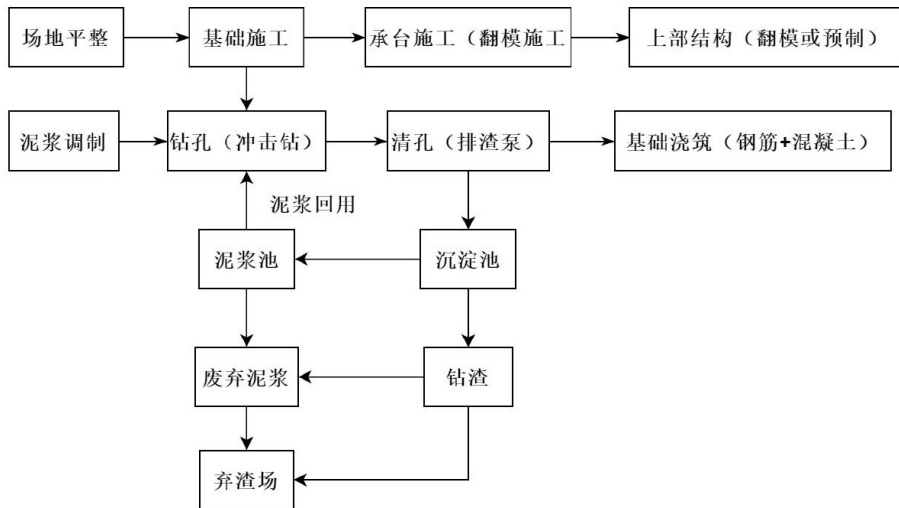 场地平整
基础施工
承台施工（翻模施工
上部结构（翻模或预制）
泥浆调制
钻孔（冲击钻）
清孔（排渣泵）
基础浇筑（钢筋+混凝土）
泥浆回用
泥浆池
沉淀池
废弃泥浆
钻渣
弃渣场